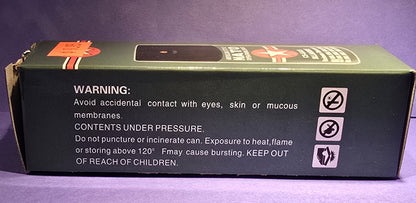 WARNING:
Avoid accidental contact with eyes, skin or mucous
membranes.
CONTENTS UNDER PRESSURE.
Do not puncture or incinerate can. Exposure to heat,flame
or storing above 120° Fmay cause bursting. KEEP OUT
OF REACH OF CHILDREN.